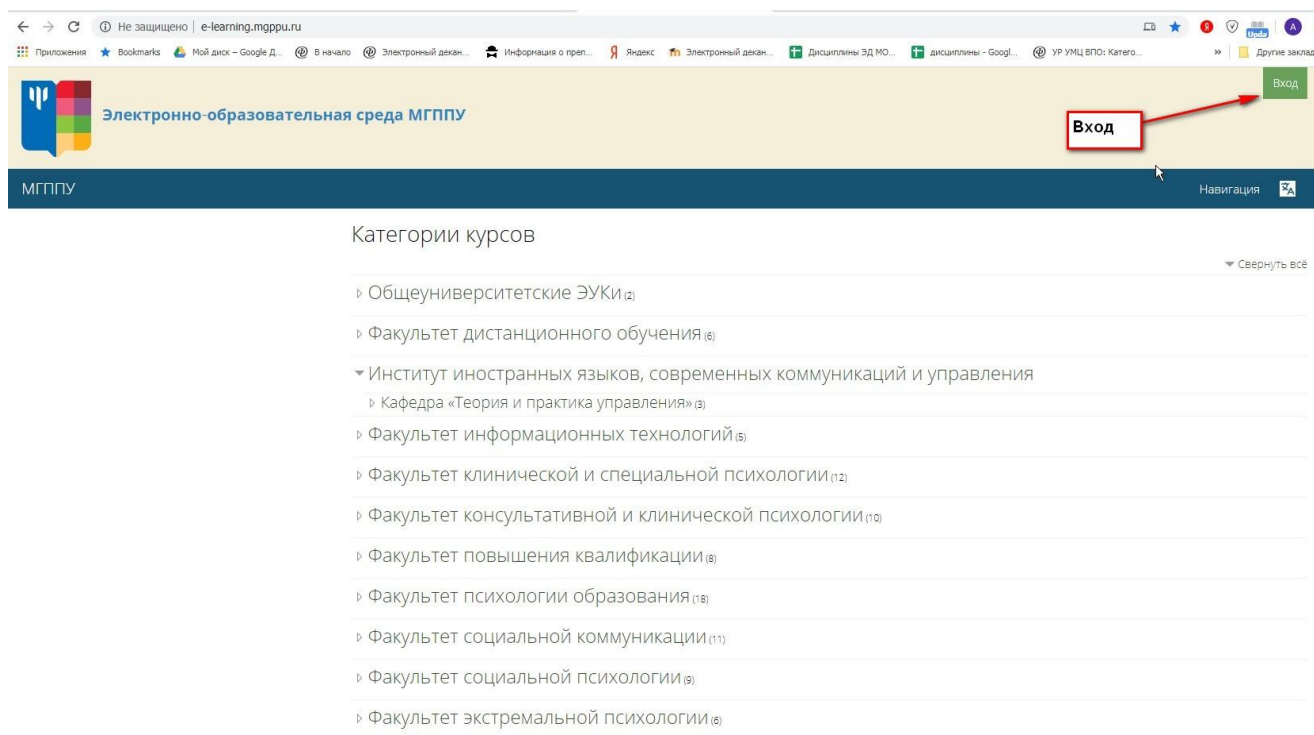 Не защищено | e-learning.mgppu.ru
Приложения Bookmarks Мой диск – Google Д... В начало Электронный декан... Информация о преп... Яндекс Электронный декан... Дисциплины ЭД МО... дисциплины - Googl... УР УМЦ ВПО: Катего... » Другие заклад
Электронно-образовательная среда МГППУ
Вход
Вход
МГППУ
Навигация
Категории курсов
Свернуть всё
Общеуниверситетские ЭУКи (2)
Факультет дистанционного обучения (6)
Институт иностранных языков, современных коммуникаций и управления
Кафедра «Теория и практика управления» (3)
Факультет информационных технологий (5)
Факультет клинической и специальной психологии (12)
Факультет консультативной и клинической психологии (10)
Факультет повышения квалификации (8)
Факультет психологии образования (18)
Факультет социальной коммуникации (11)
Факультет социальной психологии (9)
Факультет экстремальной психологии (6)